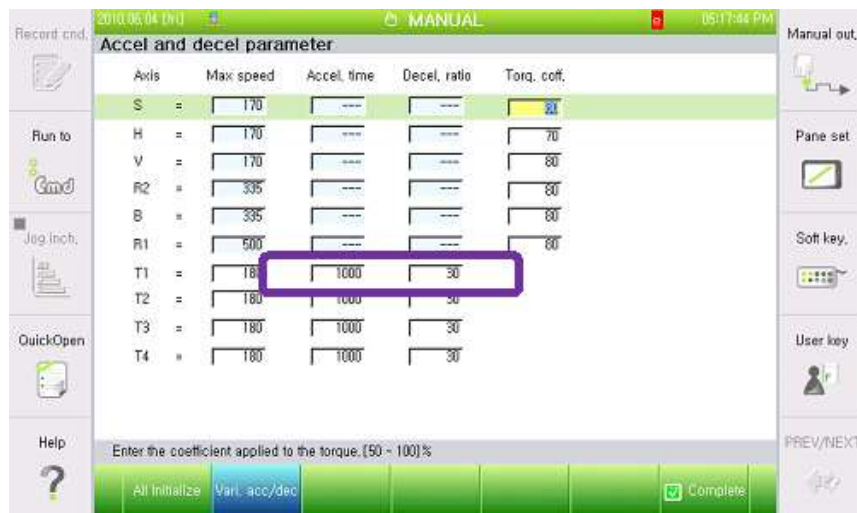 2010.06.04 [Fri] MANUAL 05:17:44 PM
Record cnd.
Manual out.
Accel and decel parameter
Axis Max speed Accel. time Decel. ratio Torq. coff.
S = 170 --- ---
H = 170 --- --- 70
Run to
Pane set
V = 170 --- --- 80
Cmd
R2 = 335 --- --- 80
B = 335 --- --- 80
Jog inch.
Soft key.
R1 = 500 --- --- 80
T1 = 180 1000 30
T2 = 180 1000 30
T3 = 180 1000 30
QuickOpen
User key
T4 = 180 1000 30
Help
PREV/NEXT
Enter the coefficient applied to the torque.[50 ~ 100]%
All Initialize Vari. acc/dec Complete